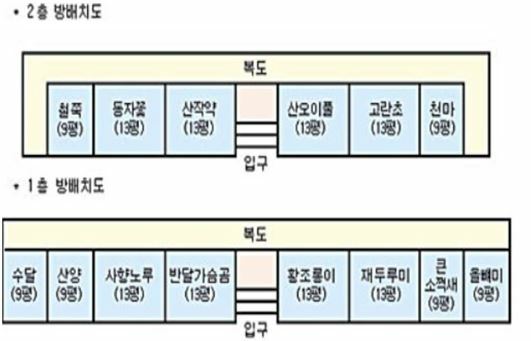 • 2층 방배치도
복도
철쭉 동자꽃 산작약 산오이풀 고란초 천마
(9평) (13평) (13평) (13평) (13평) (9평)
입구
• 1층 방배치도
복도
수달 산양 사향노루 반달가슴곰 황조롱이 재두루미 큰소쩍새 올빼미
(9평) (9평) (13평) (13평) (13평) (13평) (9평) (9평)
입구